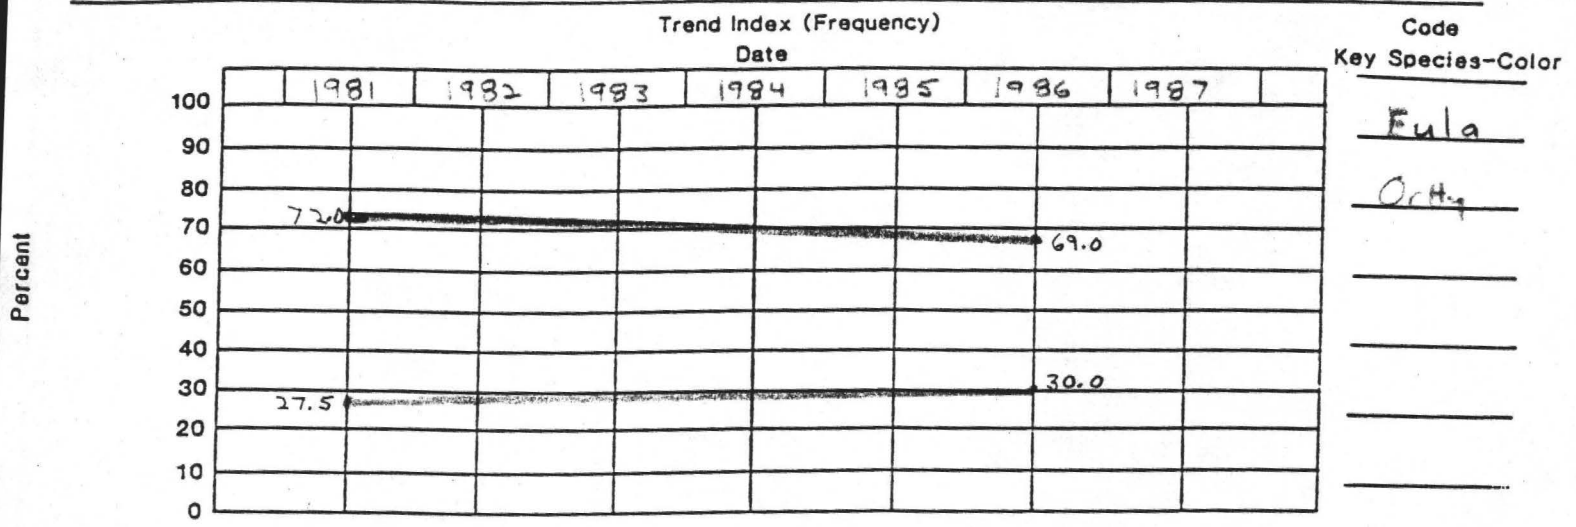 Trend Index (Frequency)
Date
Code
Key Species-Color
1981 1982 1983 1984 1985 1986 1987
Eula
Orhy
Percent
100
90
80
70
60
50
40
30
20
10
0
72.0
69.0
27.5
30.0